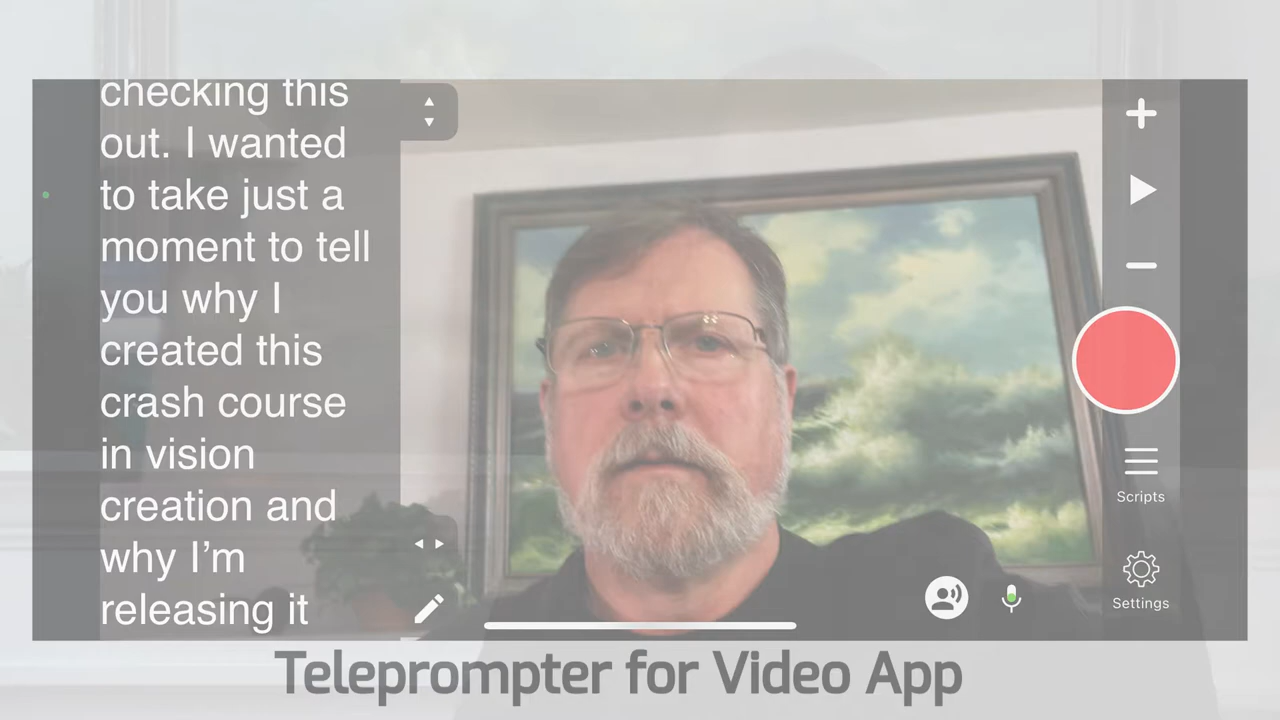 checking this
out. I wanted
to take just a
moment to tell
you why I
created this
crash course
in vision
creation and
why I’m
releasing it
Scripts
Settings
Teleprompter for Video App